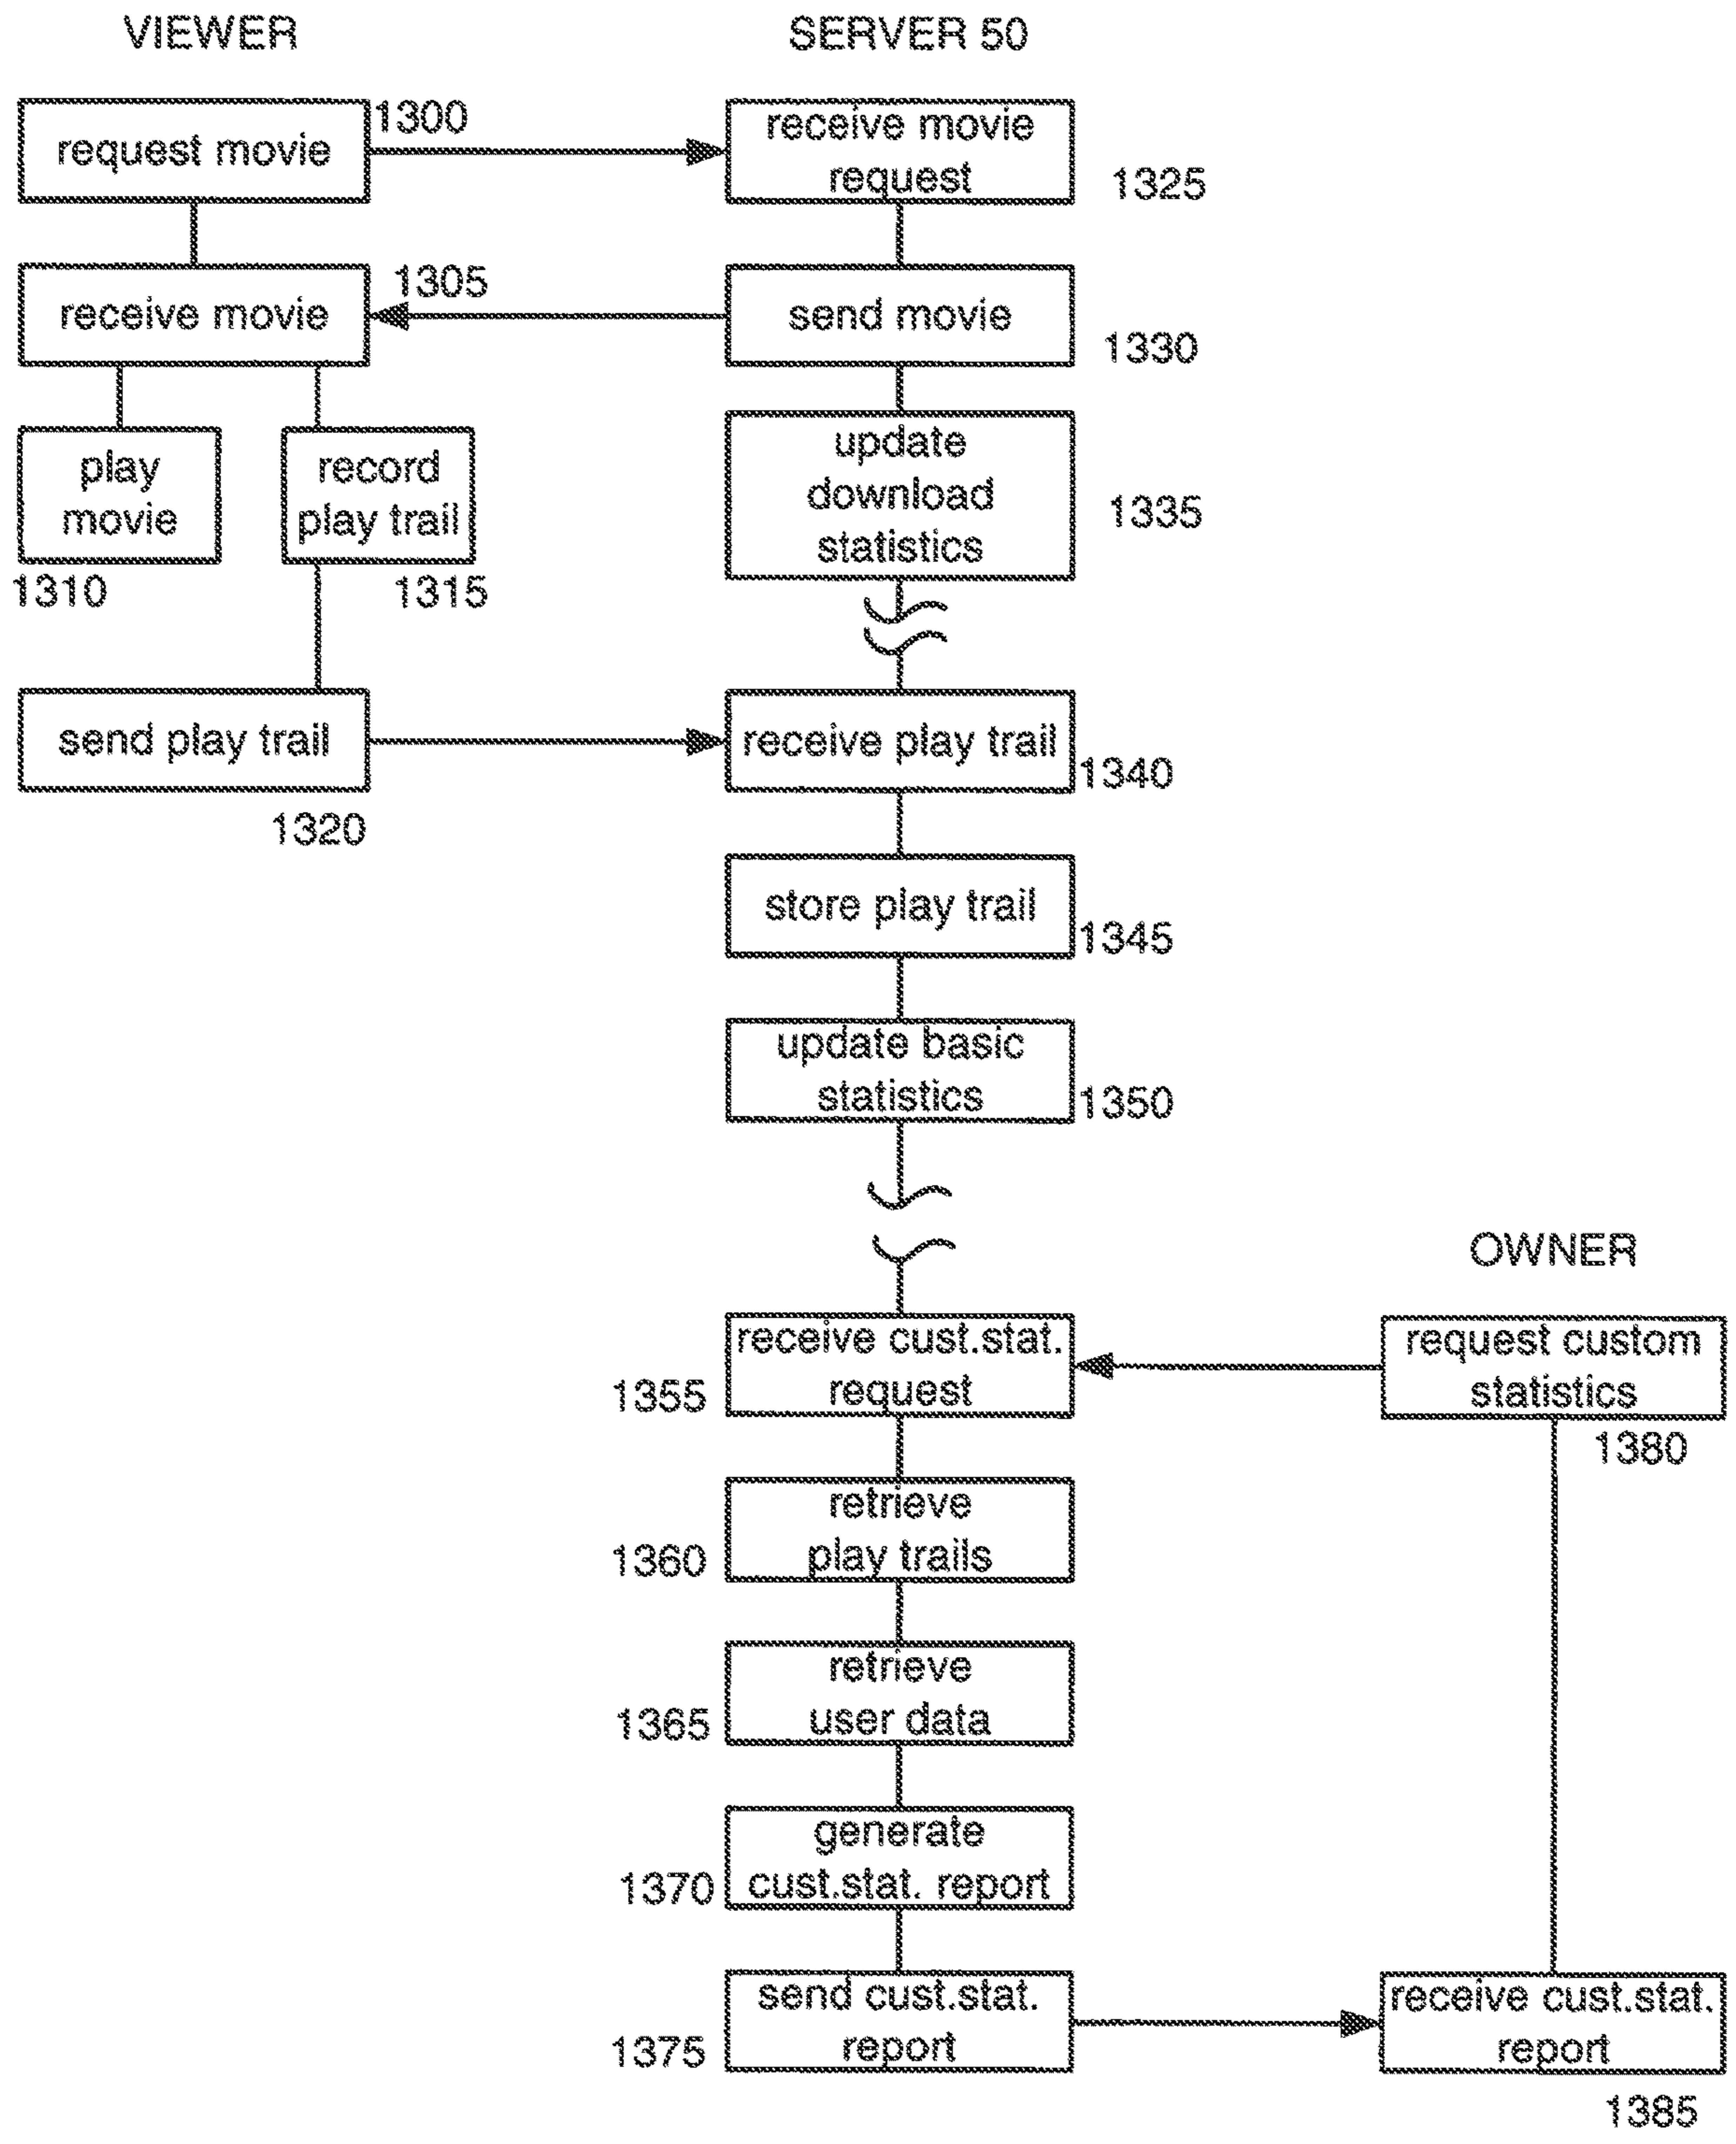 VIEWER
SERVER 50
request movie
1300
receive movie
request
1325
receive movie
1305
send movie
1330
play
movie
1310
record
play trail
1315
update
download
statistics
1335
send play trail
1320
receive play trail
1340
store play trail
1345
update basic
statistics
1350
OWNER
receive cust.stat.
request
1355
request custom
statistics
1380
retrieve
play trails
1360
retrieve
user data
1365
generate
cust.stat. report
1370
send cust.stat.
report
1375
receive cust.stat.
report
1385